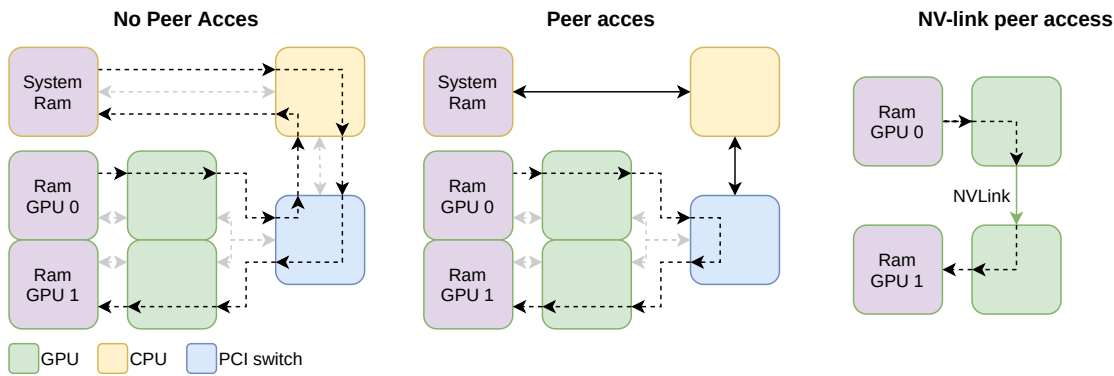 No Peer Acces
Peer acces
NV-link peer access
System
Ram
Ram
GPU 0
Ram
GPU 1
System
Ram
Ram
GPU 0
Ram
GPU 1
Ram
GPU 0
NVLink
Ram
GPU 1
GPU
CPU
PCI switch